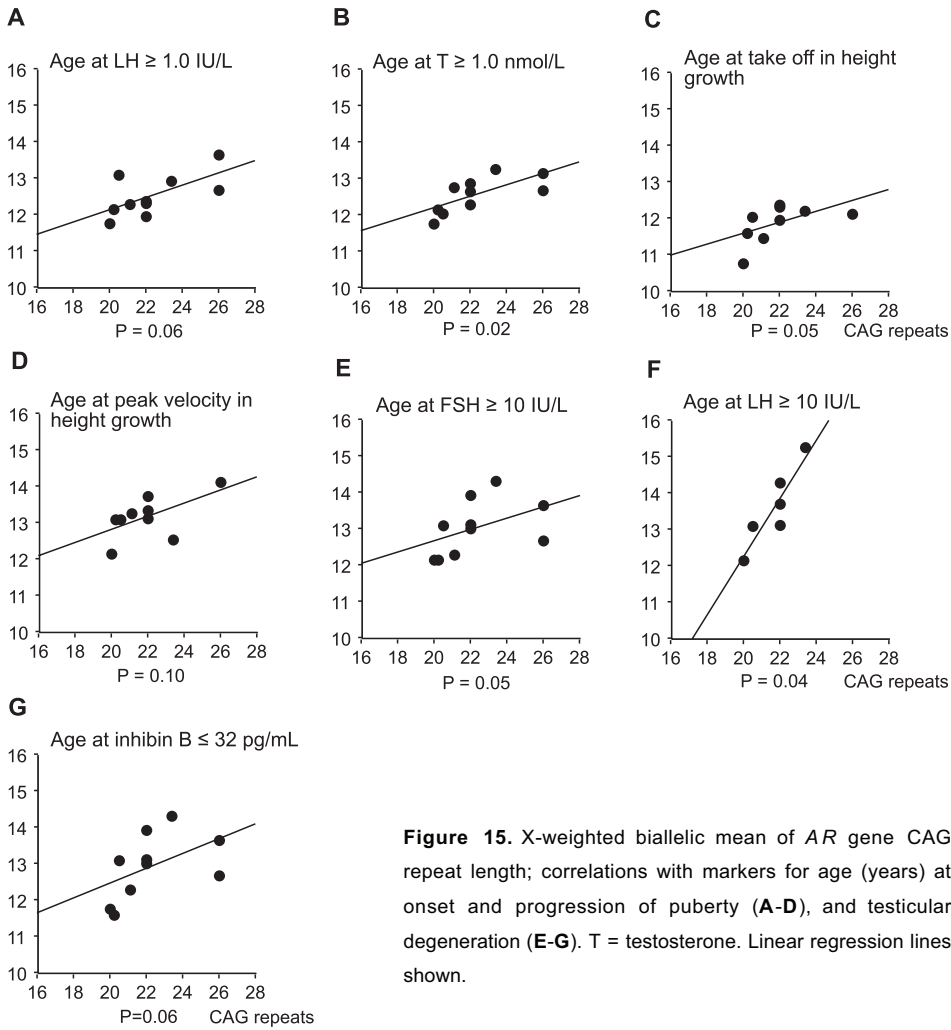 A
Age at LH ≥ 1.0 IU/L
16
15
14
13
12
11
10
16 18 20 22 24 26 28
P = 0.06
B
Age at T ≥ 1.0 nmol/L
16
15
14
13
12
11
10
16 18 20 22 24 26 28
P = 0.02
C
Age at take off in height
growth
16
15
14
13
12
11
10
16 18 20 22 24 26 28
P = 0.05 CAG repeats
D
Age at peak velocity in
height growth
16
15
14
13
12
11
10
16 18 20 22 24 26 28
P = 0.10
E
Age at FSH ≥ 10 IU/L
16
15
14
13
12
11
10
16 18 20 22 24 26 28
P = 0.05
F
Age at LH ≥ 10 IU/L
16
15
14
13
12
11
10
16 18 20 22 24 26 28
P = 0.04 CAG repeats
G
Age at inhibin B ≤ 32 pg/mL
16
15
14
13
12
11
10
16 18 20 22 24 26 28
P=0.06 CAG repeats
Figure 15. X-weighted biallelic mean of AR gene CAG
repeat length; correlations with markers for age (years) at
onset and progression of puberty (A-D), and testicular
degeneration (E-G). T = testosterone. Linear regression lines
shown.